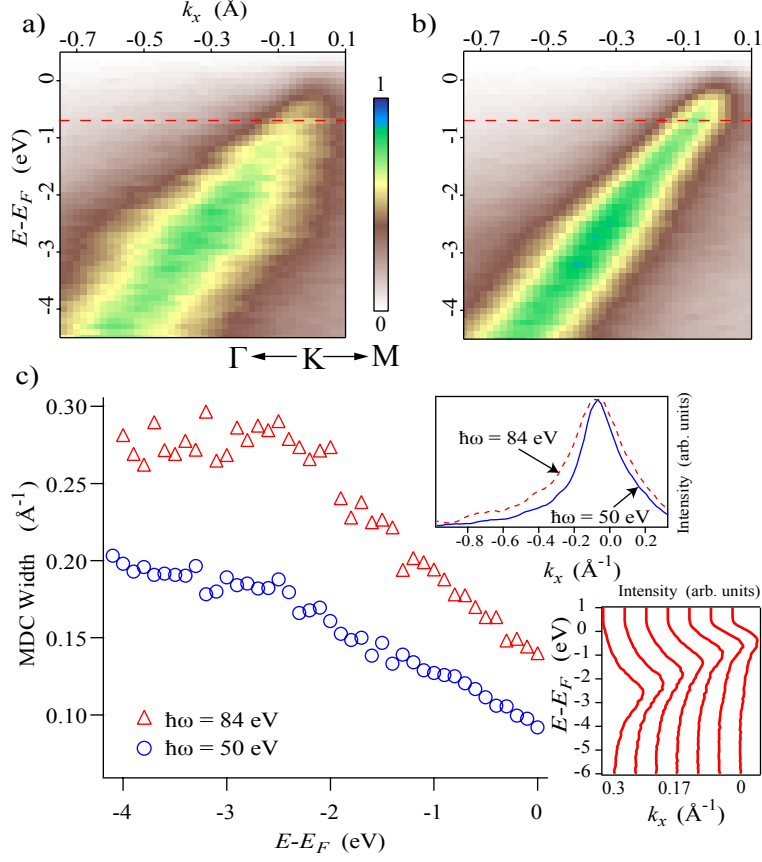 a)
k_x (Å)
-0.7 -0.5 -0.3 -0.1 0.1
0
-1
-2
-3
-4
E-E_F (eV)
1
0
b)
k_x (Å)
-0.7 -0.5 -0.3 -0.1 0.1
0
-1
-2
-3
-4
Γ K M
c)
0.30
0.25
0.20
0.15
0.10
MDC Width (Å⁻¹)
ħω = 84 eV
ħω = 50 eV
-4 -3 -2 -1 0
E-E_F (eV)
ħω = 84 eV
ħω = 50 eV
Intensity (arb. units)
-0.8 -0.6 -0.4 -0.2 -0.0 0.2
k_x (Å⁻¹)
Intensity (arb. units)
1
0
-1
-2
-3
-4
-5
-6
E-E_F (eV)
0.3 0.17 0
k_x (Å⁻¹)